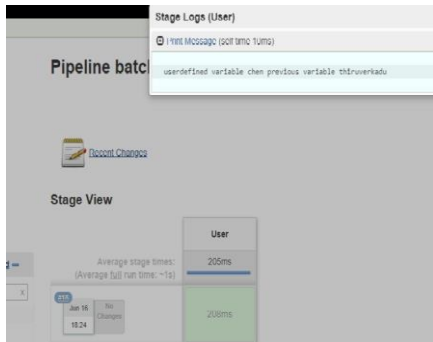 Stage Logs (User)
Print Message (self time 10ms)
userdefined variable chen previous variable thiruverkadu
Pipeline batc
Recent Changes
Stage View
User
Average stage times:
(Average full run time: ~1s)
205ms
x
Jun 16
18:24
No
Changes
208ms